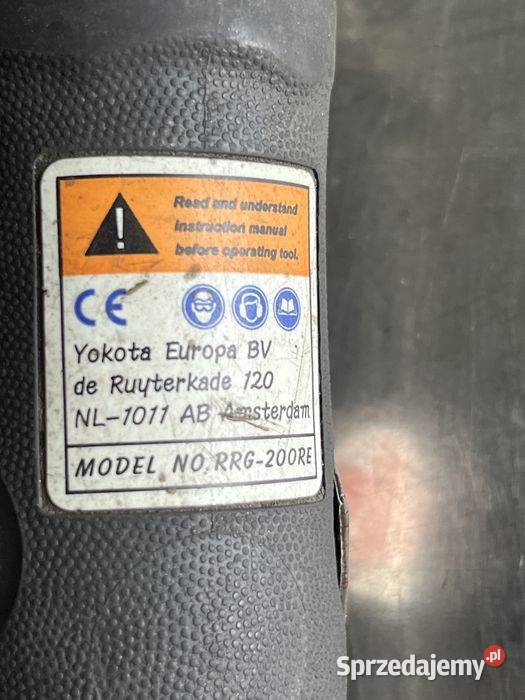 Read and understand
instruction manual
before operating tool.
CE
Yokota Europa BV
de Ruyterkade 120
NL-1011 AB Amsterdam
MODEL NO. RRG-200RE
Sprzedajemy.pl